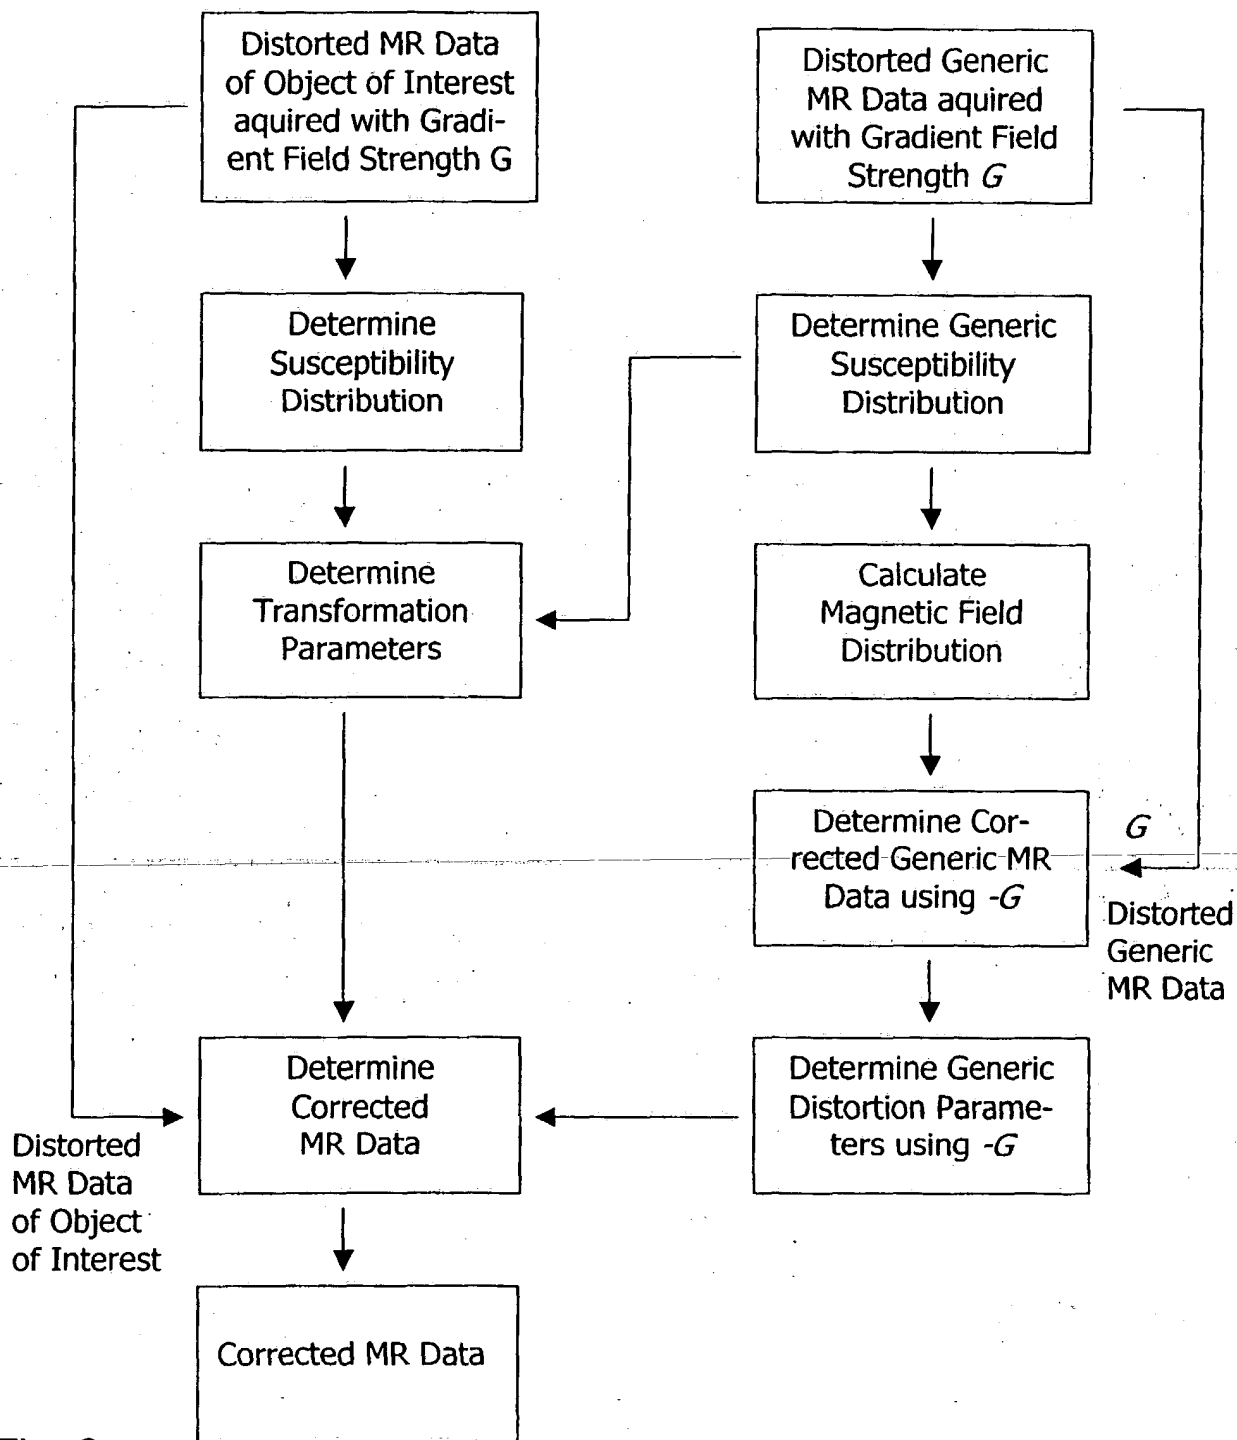 Distorted MR Data
of Object of Interest
aquired with Gradi-
ent Field Strength G
Distorted Generic
MR Data aquired
with Gradient Field
Strength G
Determine
Susceptibility
Distribution
Determine Generic
Susceptibility
Distribution
Determine
Transformation
Parameters
Calculate
Magnetic Field
Distribution
Determine Cor-
rected Generic MR
Data using -G
G
Distorted
Generic
MR Data
Determine
Corrected
MR Data
Determine Generic
Distortion Parame-
ters using -G
Distorted
MR Data
of Object
of Interest
Corrected MR Data